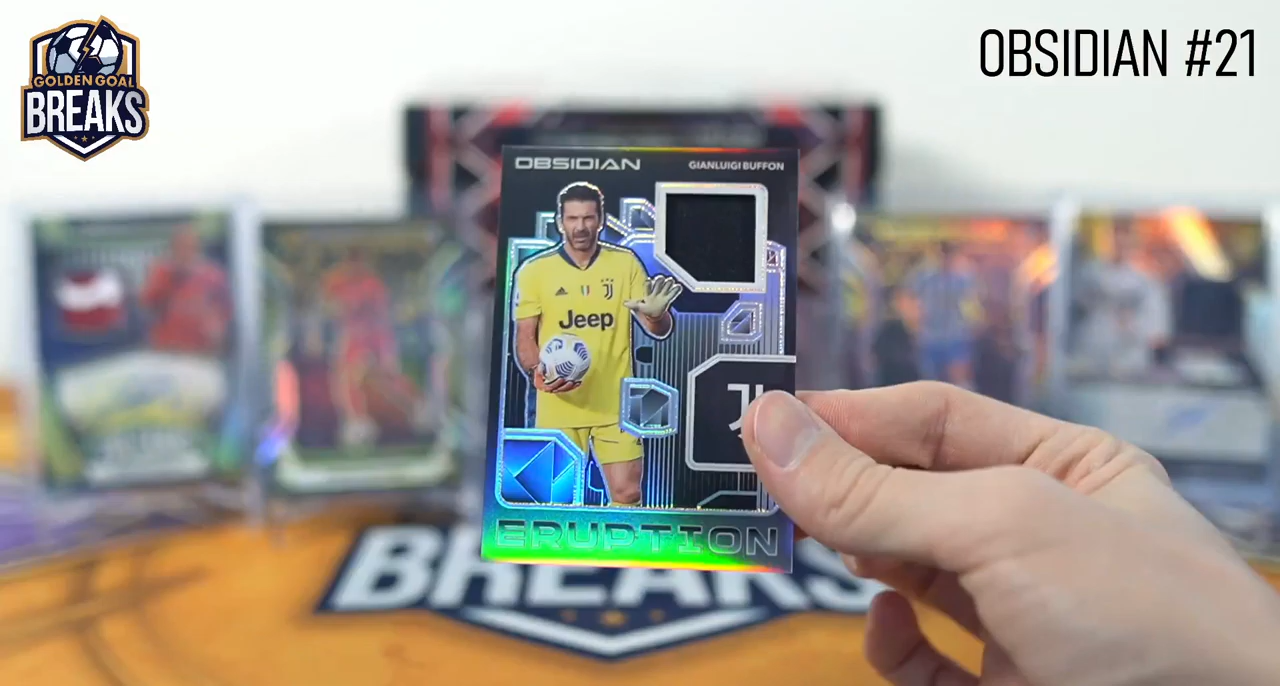 OBSIDIAN #21
GOLDEN GOAL
BREAKS
OBSIDIAN
GIANLUIGI BUFFON
Jeep
ERUPTION
BREAKS